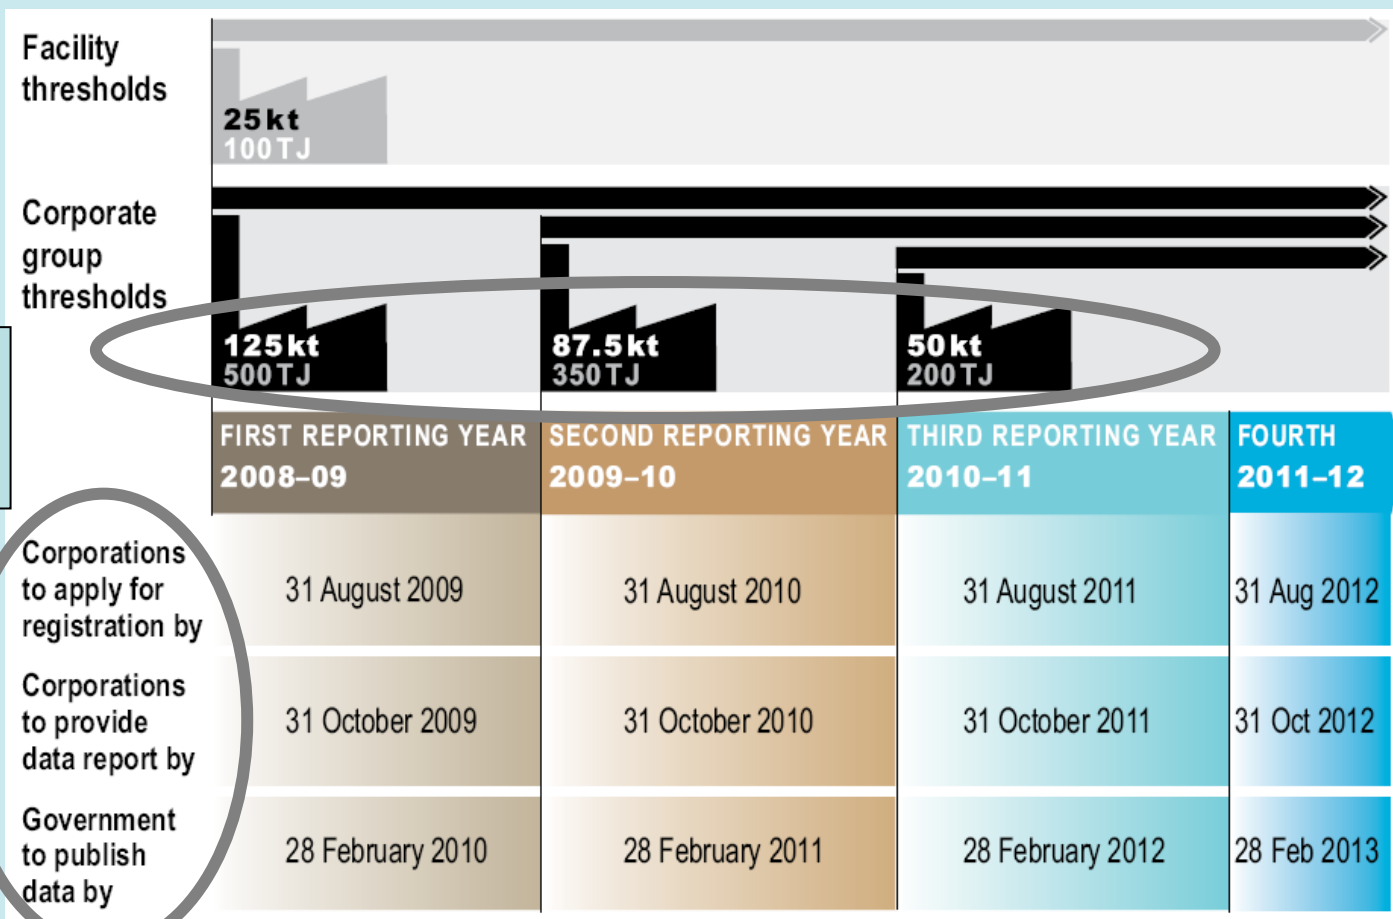 Facility
thresholds
25kt
100TJ
Corporate
group
thresholds
125kt
500TJ
87.5kt
350TJ
50kt
200TJ
FIRST REPORTING YEAR
2008–09
SECOND REPORTING YEAR
2009–10
THIRD REPORTING YEAR
2010–11
FOURTH
2011–12
Corporations
to apply for
registration by
31 August 2009
31 August 2010
31 August 2011
31 Aug 2012
Corporations
to provide
data report by
31 October 2009
31 October 2010
31 October 2011
31 Oct 2012
Government
to publish
data by
28 February 2010
28 February 2011
28 February 2012
28 Feb 2013